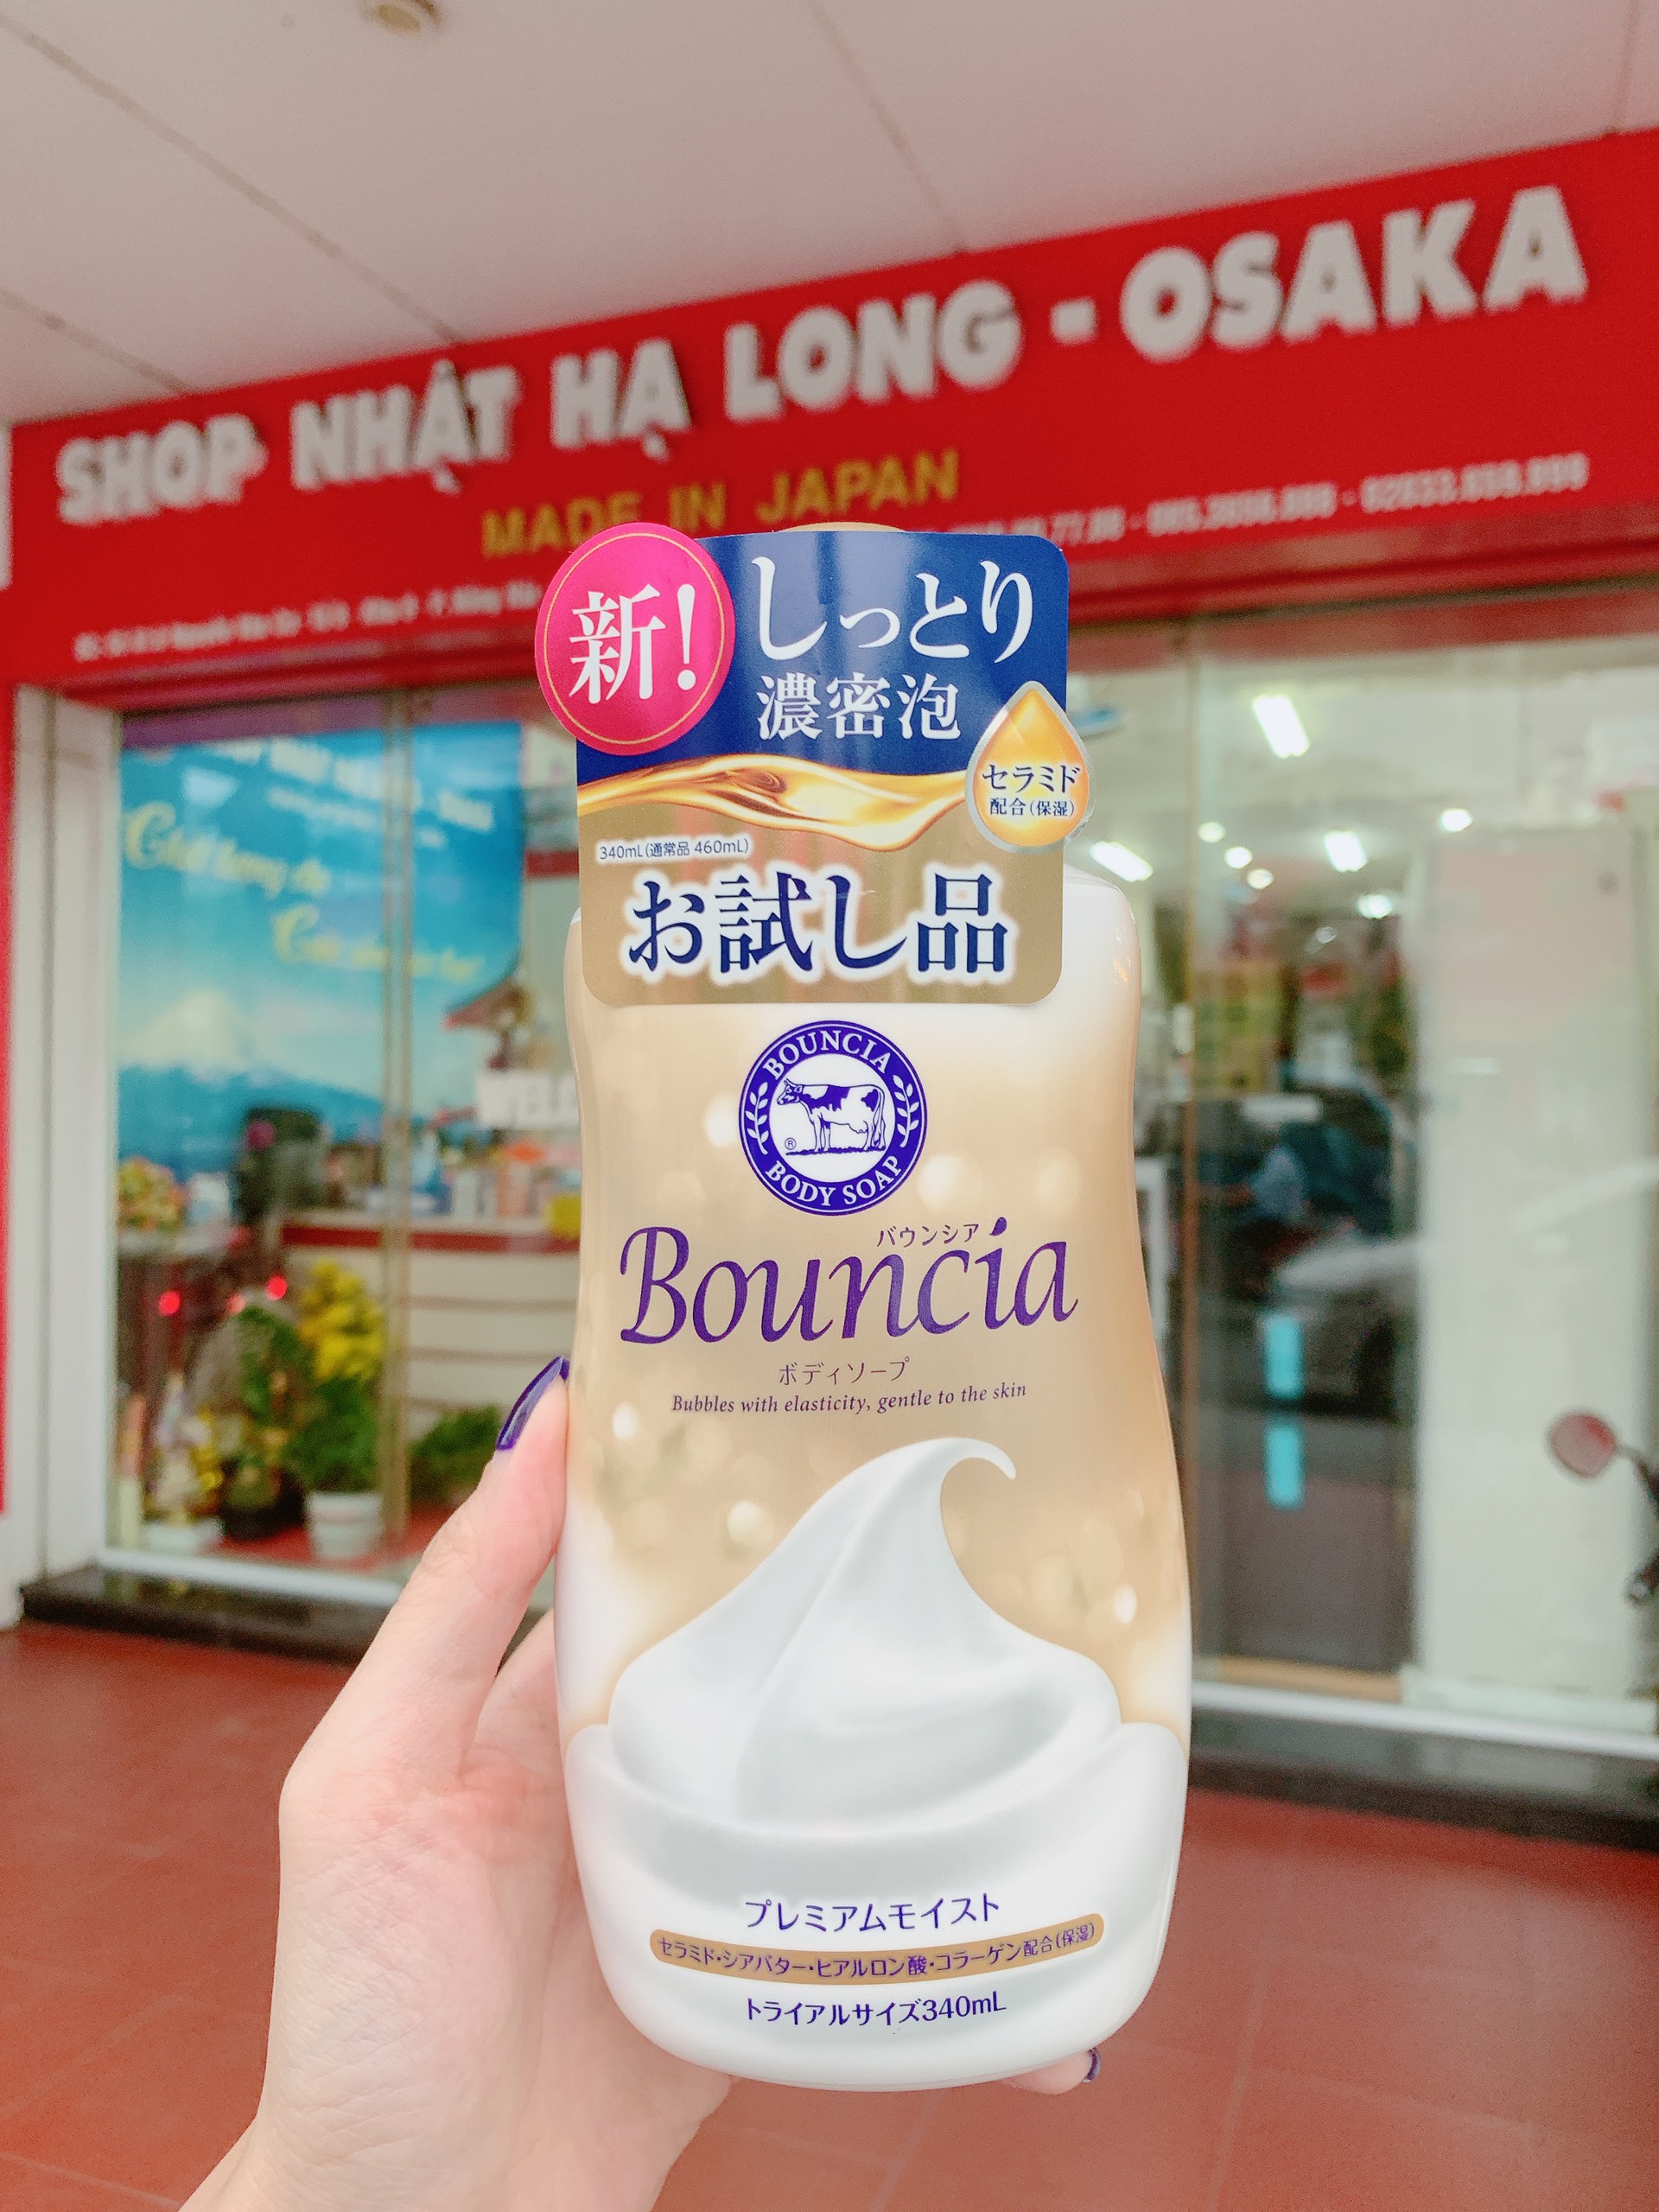 SHOP NHẬT HẠ LONG - OSAKA
MADE IN JAPAN
新!
しっとり
濃密泡
セラミド
配合(保湿)
340mL(通常品 460mL)
お試し品
BOUNCIA
BODY SOAP
バウンシア
Bouncia
ボディソープ
Bubbles with elasticity, gentle to the skin
プレミアムモイスト
セラミド・シアバター・ヒアルロン酸・コラーゲン配合(保湿)
トライアルサイズ340mL